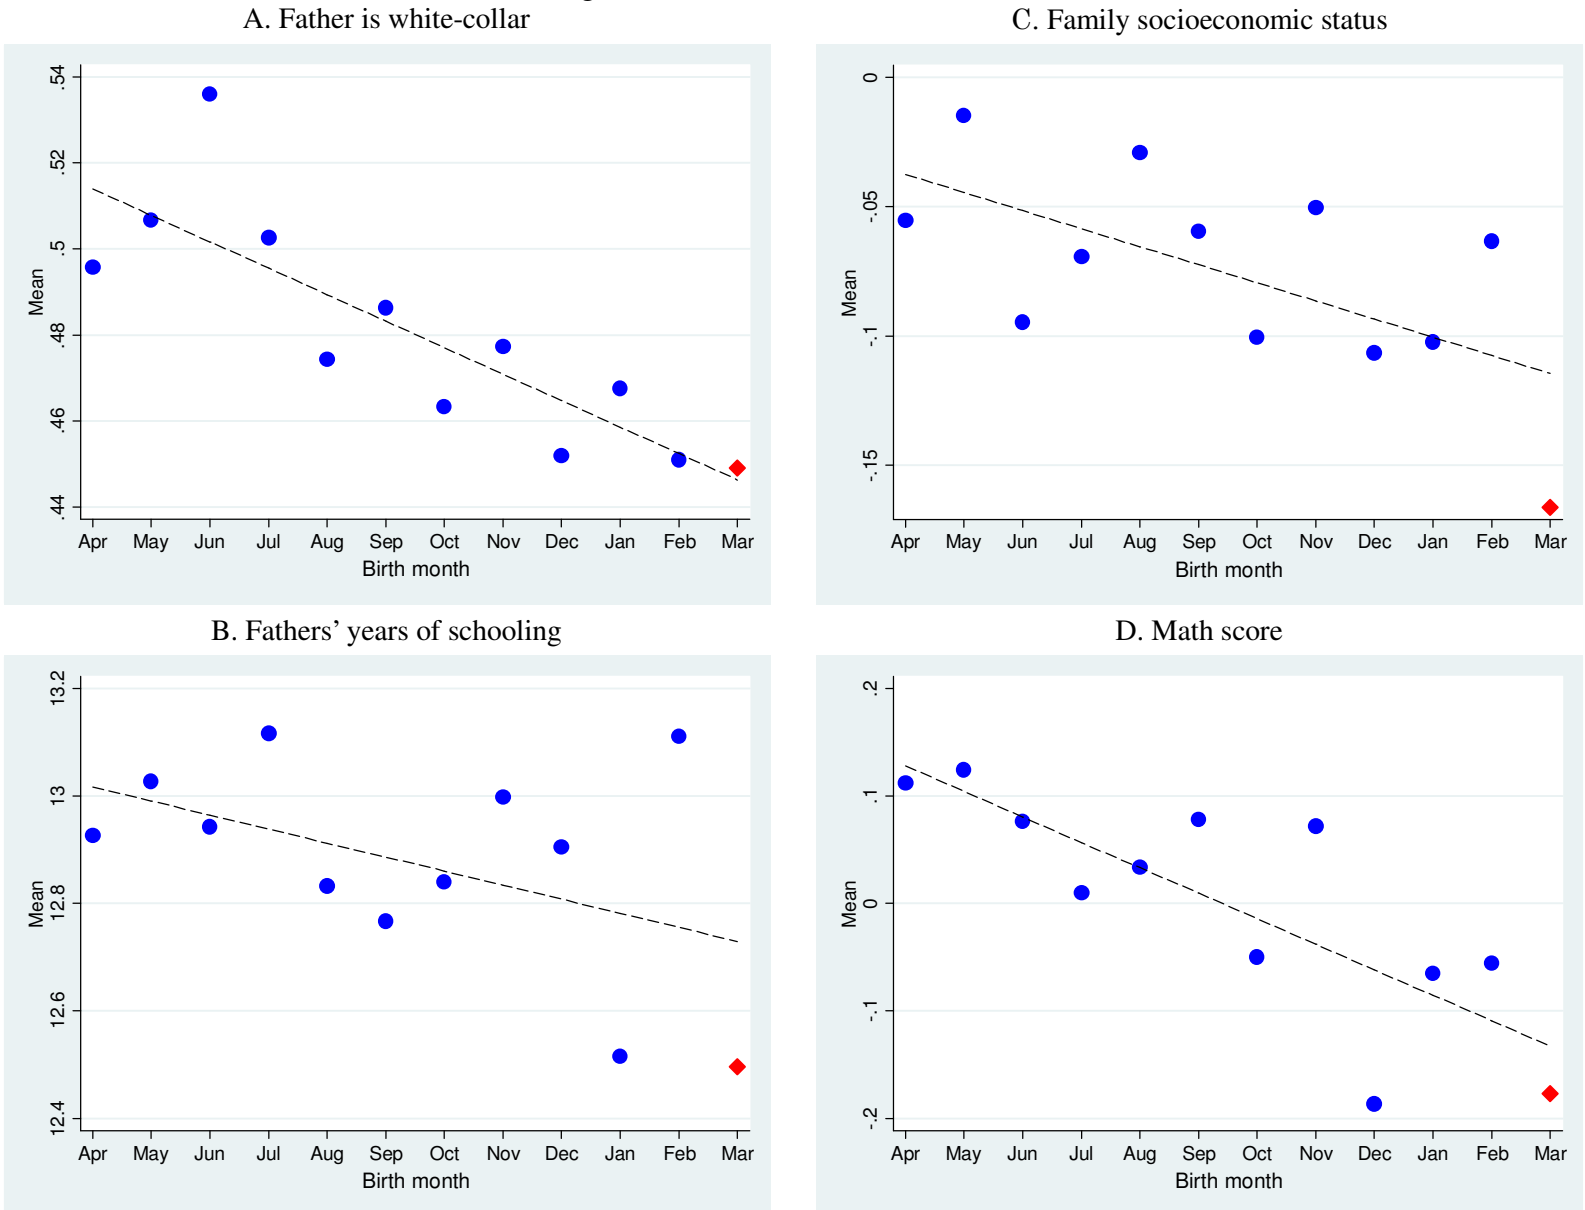 A. Father is white-collar
.54
.52
.5
.48
.46
.44
Mean
Apr May Jun Jul Aug Sep Oct Nov Dec Jan Feb Mar
Birth month
C. Family socioeconomic status
0
-.05
-.1
-.15
Mean
Apr May Jun Jul Aug Sep Oct Nov Dec Jan Feb Mar
Birth month
B. Fathers’ years of schooling
13.2
13
12.8
12.6
12.4
Mean
Apr May Jun Jul Aug Sep Oct Nov Dec Jan Feb Mar
Birth month
D. Math score
.2
.1
0
-.1
-.2
Mean
Apr May Jun Jul Aug Sep Oct Nov Dec Jan Feb Mar
Birth month